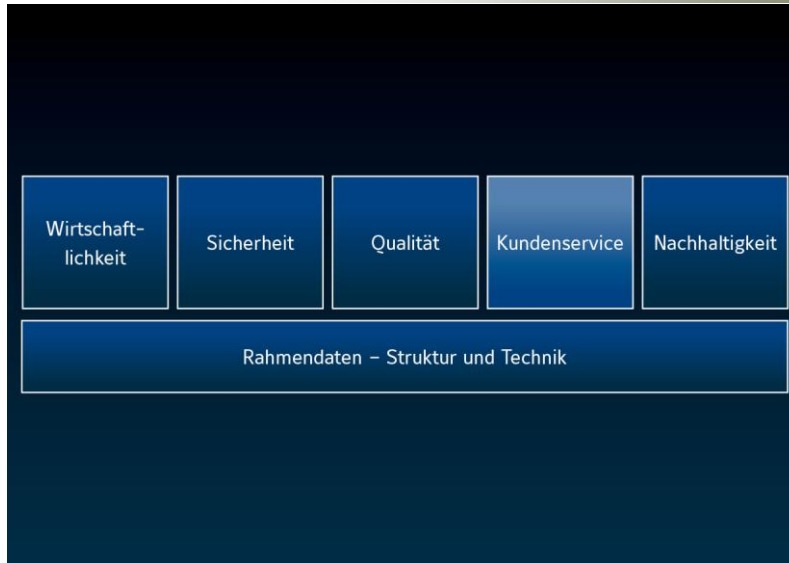 Wirtschaft-
lichkeit
Sicherheit
Qualität
Kundenservice
Nachhaltigkeit
Rahmendaten – Struktur und Technik